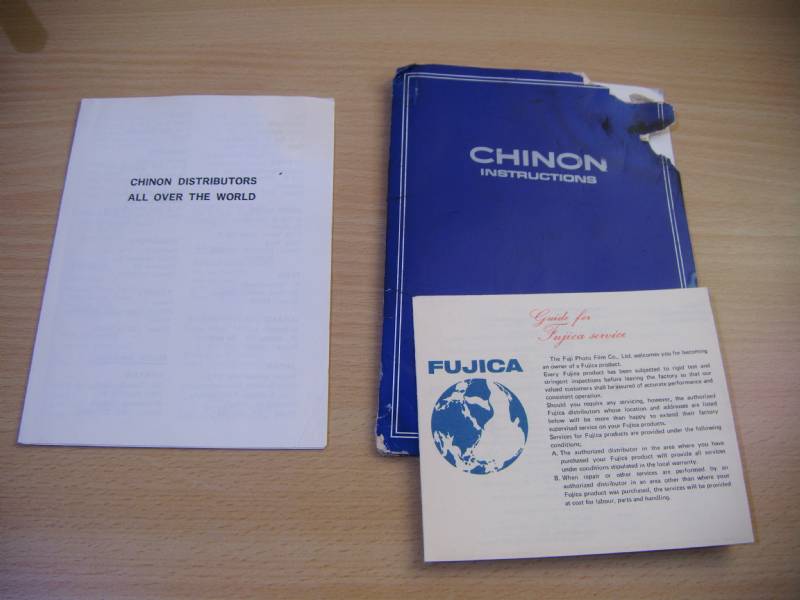 CHINON DISTRIBUTORS
ALL OVER THE WORLD
CHINON
INSTRUCTIONS
Guide for
Fujica service
FUJICA
The Fuji Photo Film Co., Ltd. welcomes you for becoming
an owner of a Fujica product.
Every Fujica product has been subjected to rigid test and
stringent inspections before leaving the factory so that our
valued customers shall be assured of accurate performance and
consistent operation.
Should you require any servicing, however, the authorized
Fujica distributors whose location and addresses are listed
below will be more than happy to extend their factory
supervised service on your Fujica products.
Services for Fujica products are provided under the following
conditions;
A. The authorized distributor in the area where you have
purchased your Fujica product will provide all services
under conditions stipulated in the local warranty.
B. When repair or other services are performed by an
authorized distributor in an area other than where your
Fujica product was purchased, the services will be provided
at cost for labour, parts and handling.